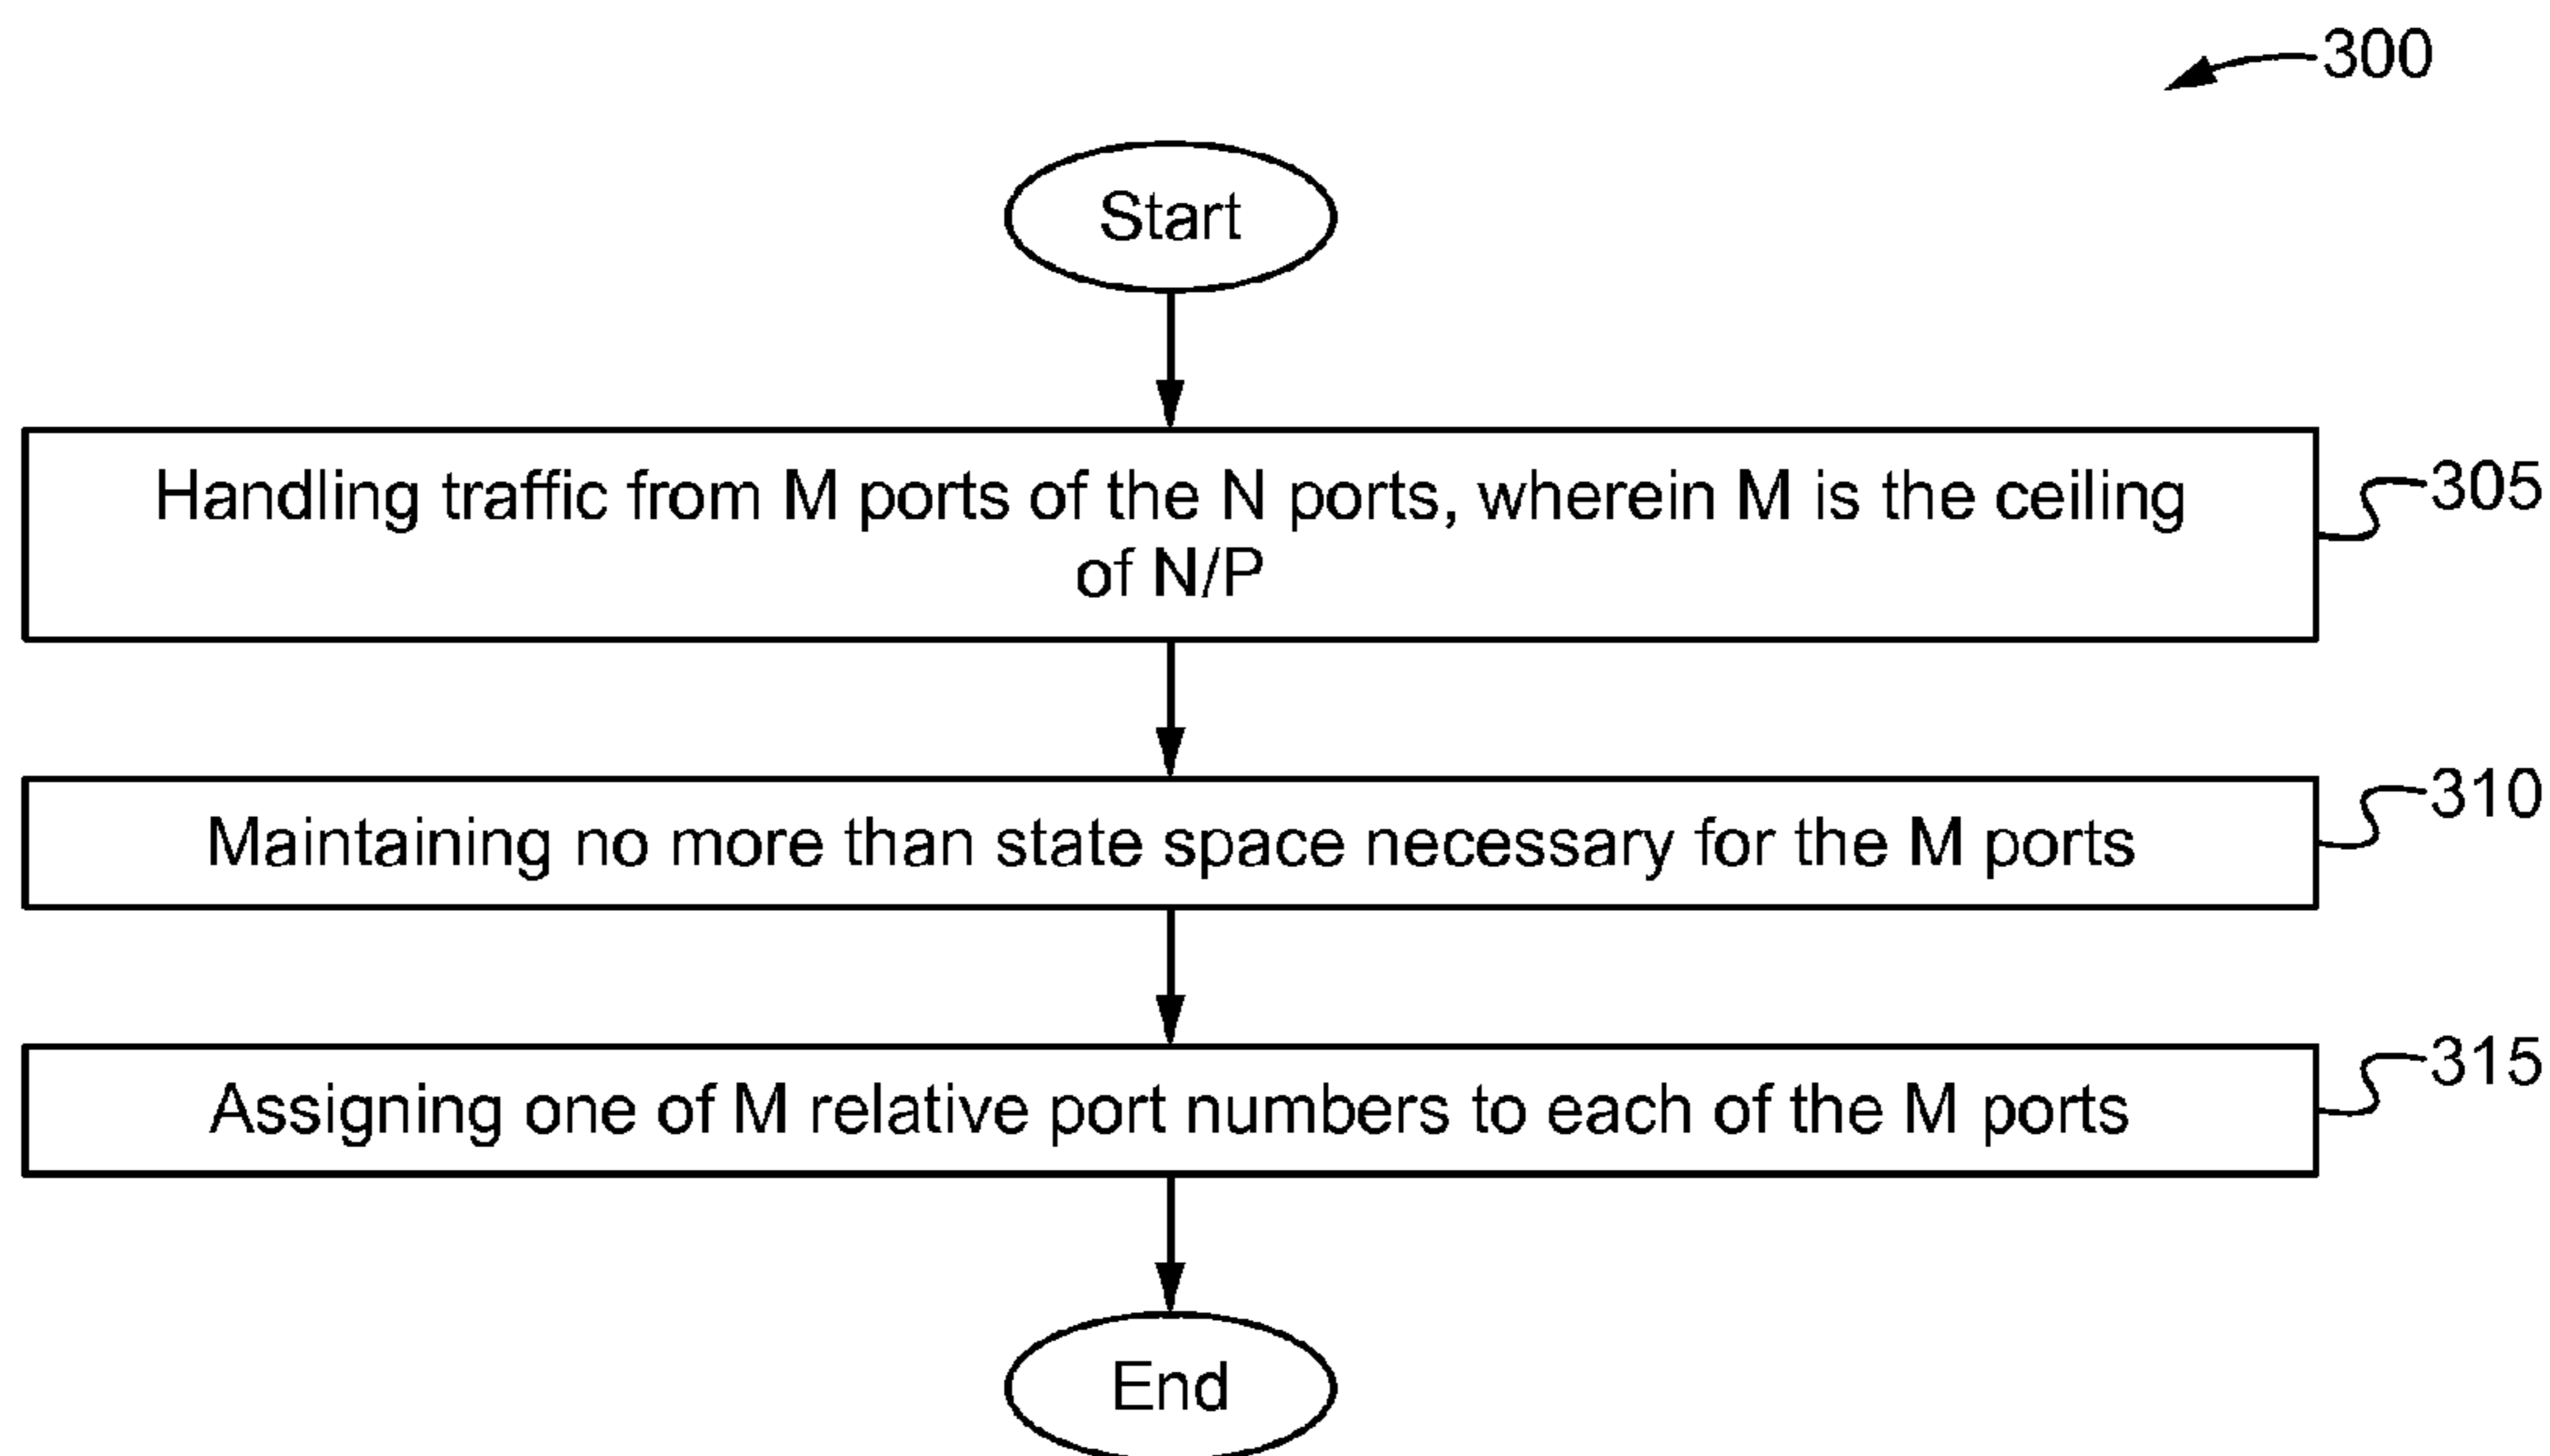 300
Start
Handling traffic from M ports of the N ports, wherein M is the ceiling
of N/P
305
Maintaining no more than state space necessary for the M ports
310
Assigning one of M relative port numbers to each of the M ports
315
End